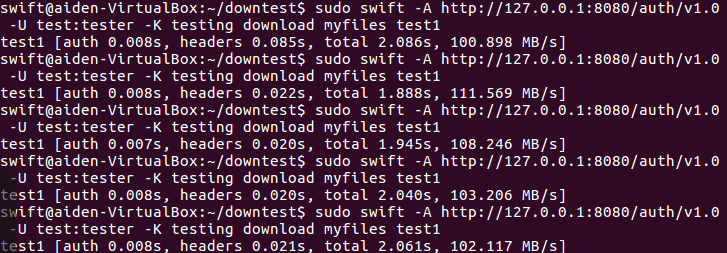 swift@aiden-VirtualBox:~/downtest$ sudo swift -A http://127.0.0.1:8080/auth/v1.0
 -U test:tester -K testing download myfiles test1
test1 [auth 0.008s, headers 0.085s, total 2.086s, 100.898 MB/s]
swift@aiden-VirtualBox:~/downtest$ sudo swift -A http://127.0.0.1:8080/auth/v1.0
 -U test:tester -K testing download myfiles test1
test1 [auth 0.008s, headers 0.022s, total 1.888s, 111.569 MB/s]
swift@aiden-VirtualBox:~/downtest$ sudo swift -A http://127.0.0.1:8080/auth/v1.0
 -U test:tester -K testing download myfiles test1
test1 [auth 0.007s, headers 0.020s, total 1.945s, 108.246 MB/s]
swift@aiden-VirtualBox:~/downtest$ sudo swift -A http://127.0.0.1:8080/auth/v1.0
 -U test:tester -K testing download myfiles test1
test1 [auth 0.008s, headers 0.020s, total 2.040s, 103.206 MB/s]
swift@aiden-VirtualBox:~/downtest$ sudo swift -A http://127.0.0.1:8080/auth/v1.0
 -U test:tester -K testing download myfiles test1
test1 [auth 0.008s, headers 0.021s, total 2.061s, 102.117 MB/s]